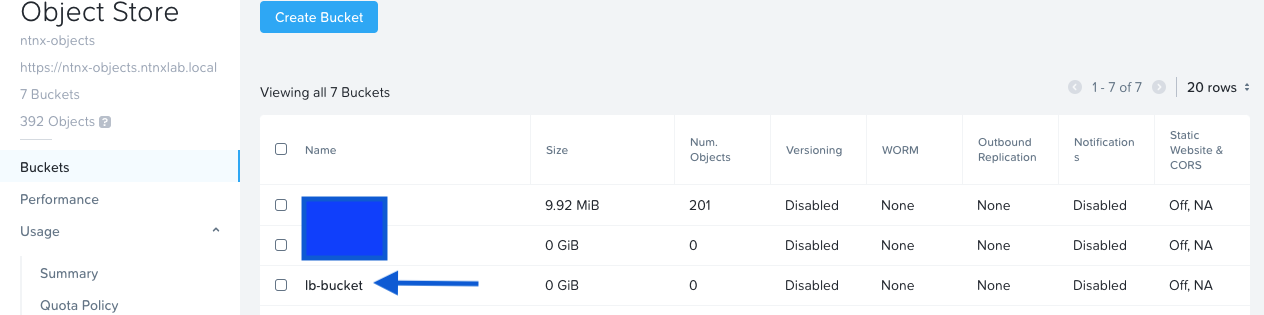 Object Store
ntnx-objects
https://ntnx-objects.ntnxlab.local
7 Buckets
392 Objects ?
Buckets
Performance
Usage
Summary
Quota Policy
Create Bucket
Viewing all 7 Buckets
1 - 7 of 7
20 rows
Name Size Num. Objects Versioning WORM Outbound Replication Notifications Static Website & CORS
9.92 MiB 201 Disabled None None Disabled Off, NA
0 GiB 0 Disabled None None Disabled Off, NA
lb-bucket 0 GiB 0 Disabled None None Disabled Off, NA